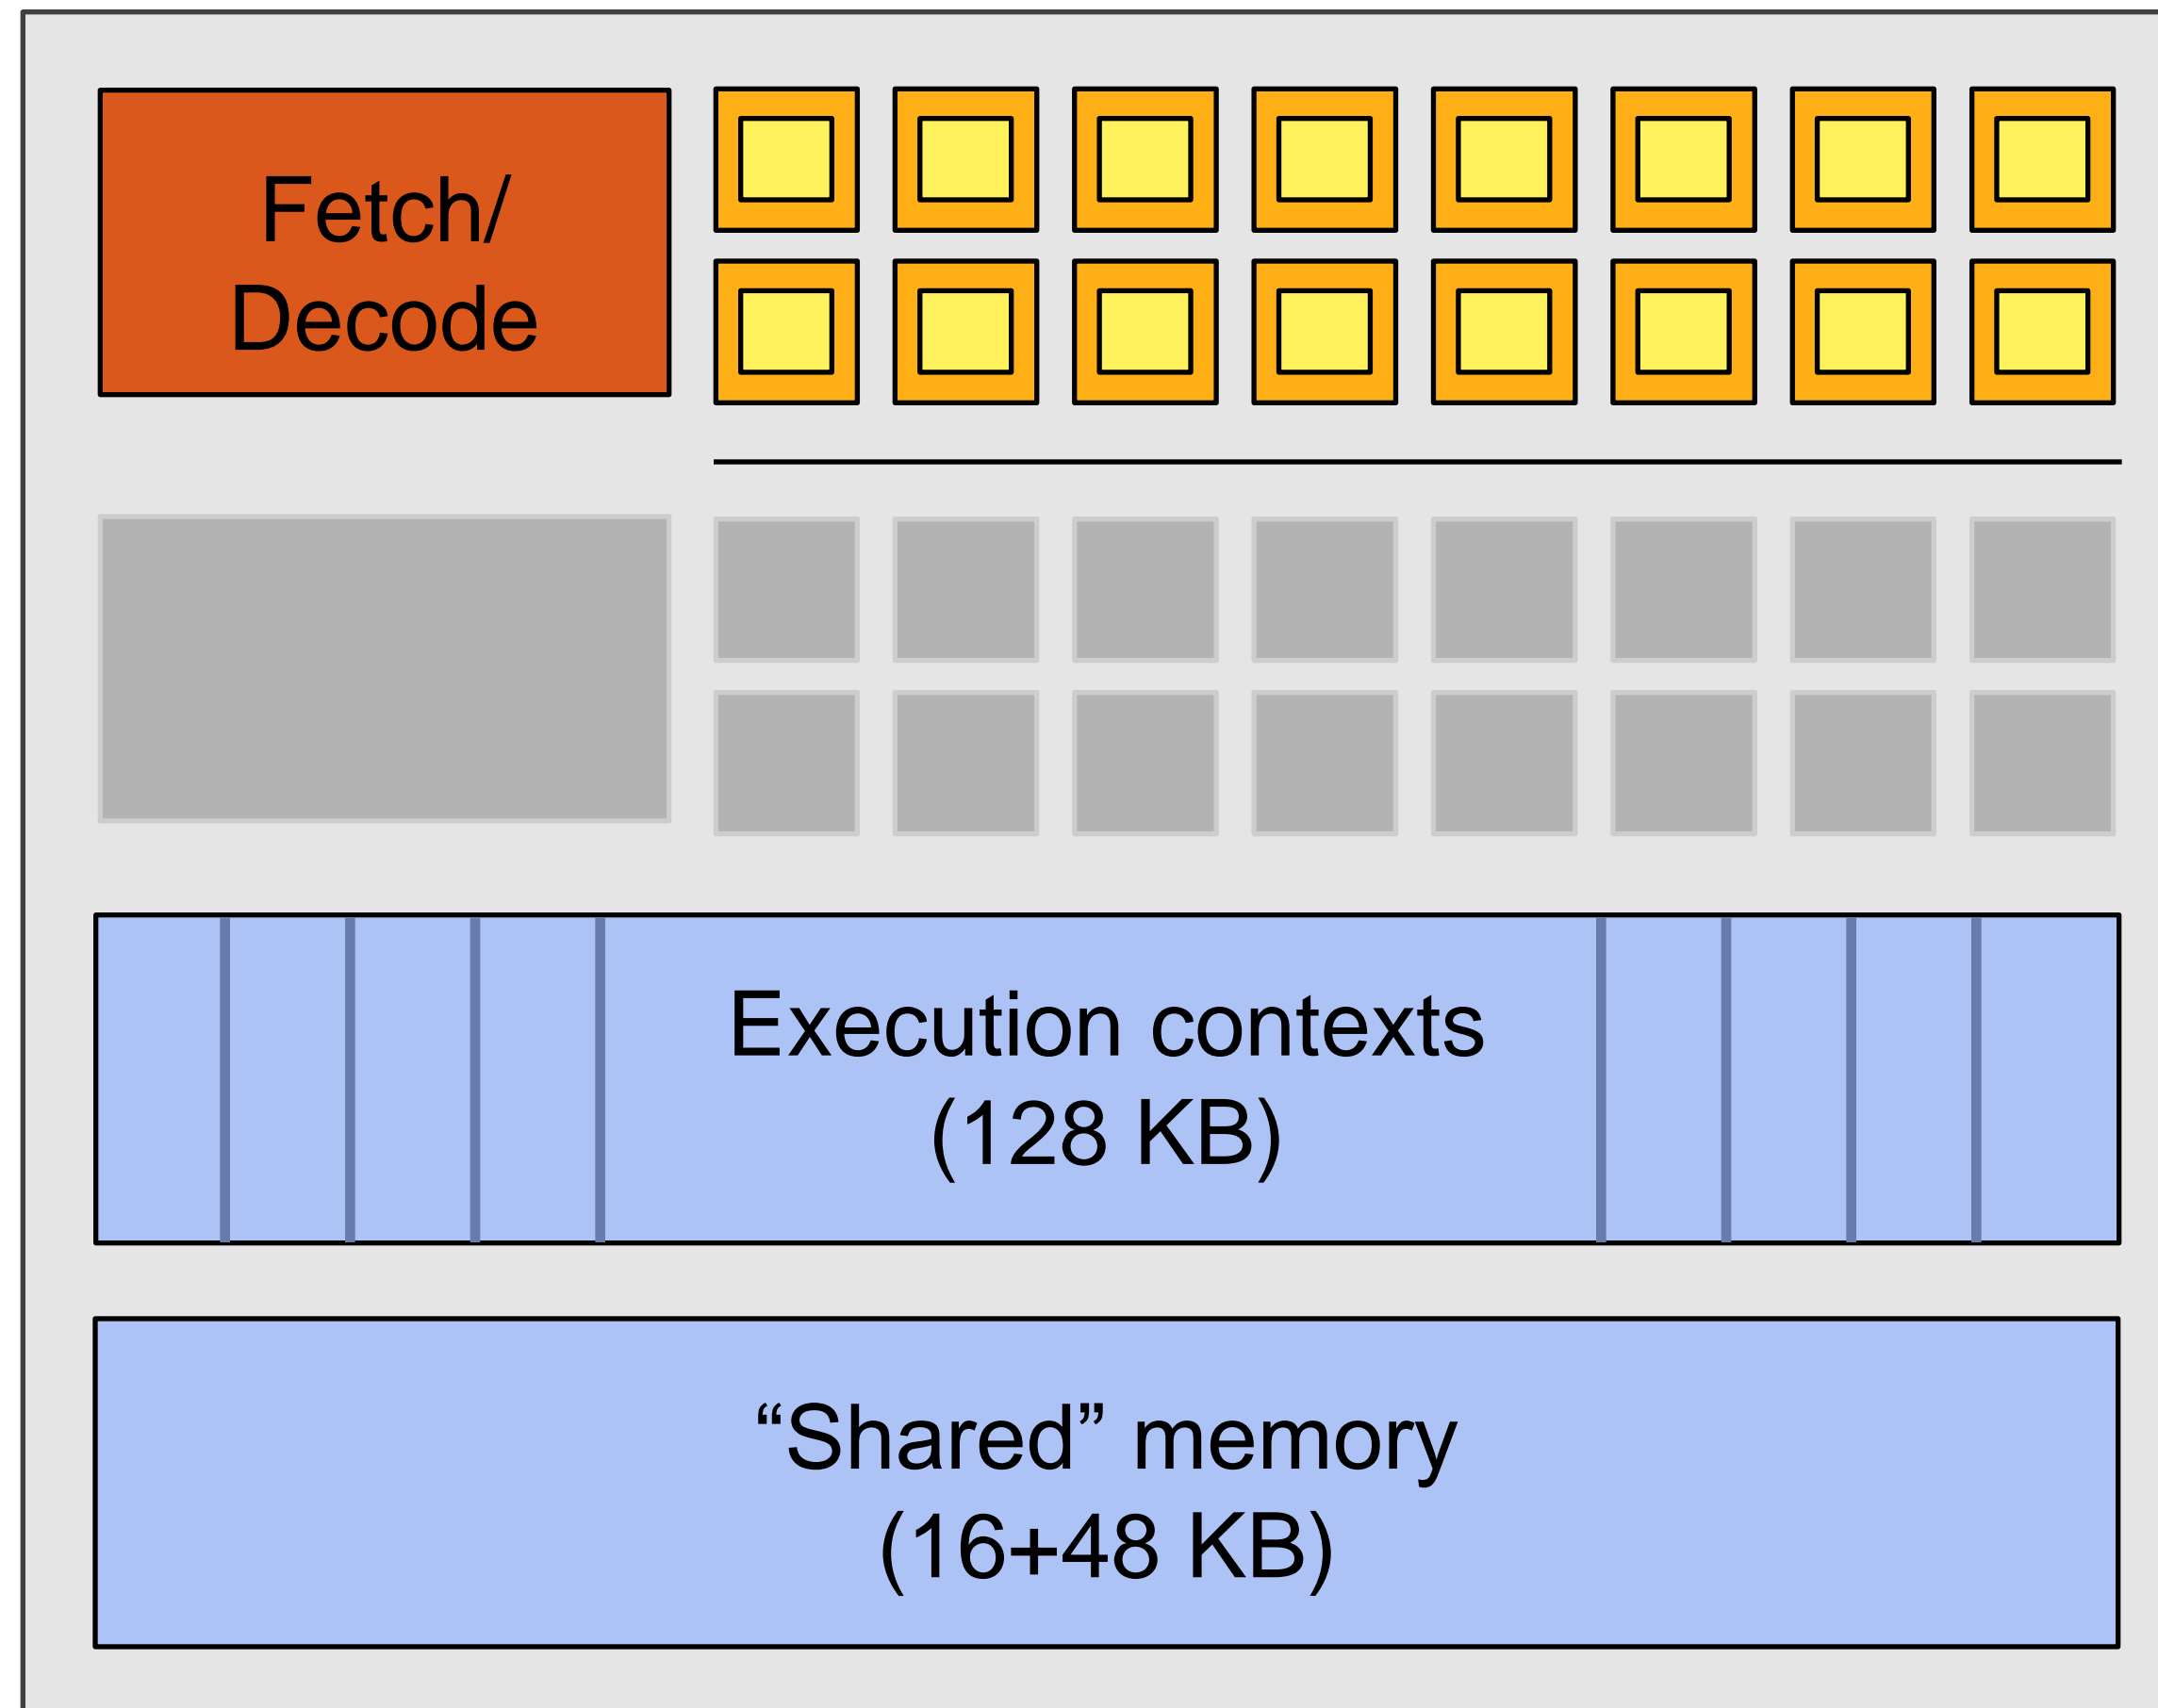 Fetch/
Decode
Execution contexts
(128 KB)
“Shared” memory
(16+48 KB)